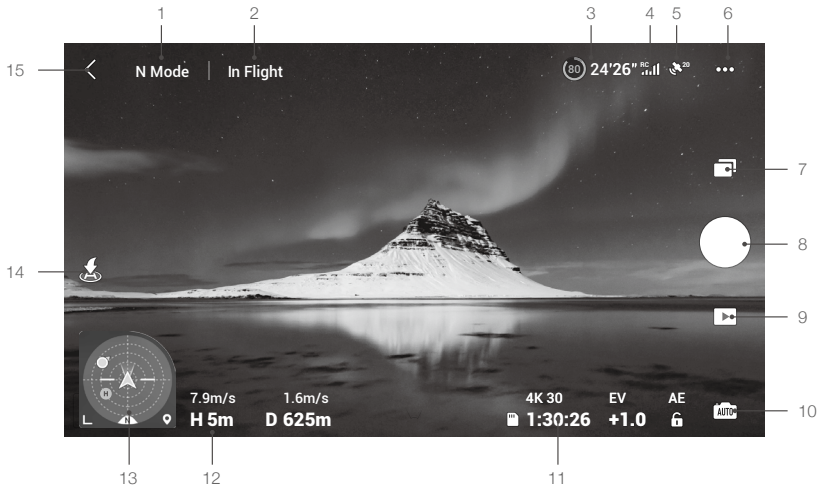 1 2 3 4 5 6
15 N Mode In Flight 80 24'26" RC 20
7
8
14
9
H
N
7.9m/s 1.6m/s 4K 30 EV AE
H 5m D 625m 1:30:26 +1.0 AUTO 10
13 12 11